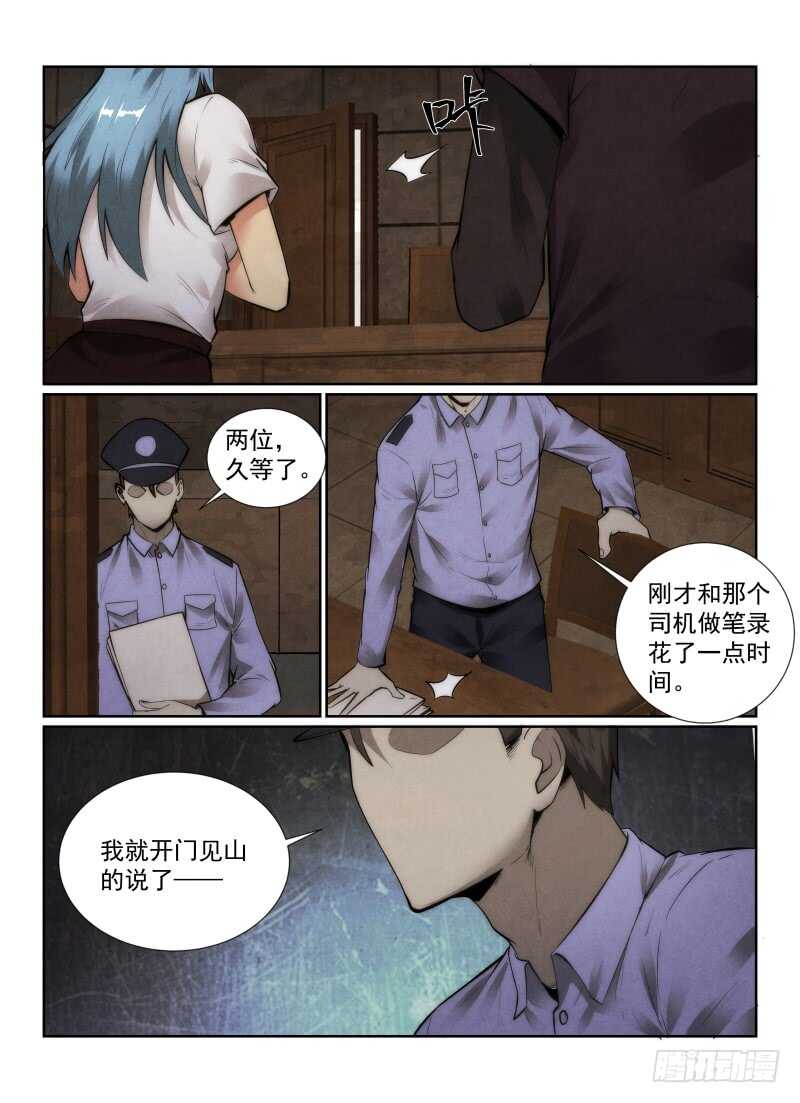 咔
两位，
久等了。
刚才和那个
司机做笔录
花了一点时
间。
我就开门见山
的说了——
腾讯动漫